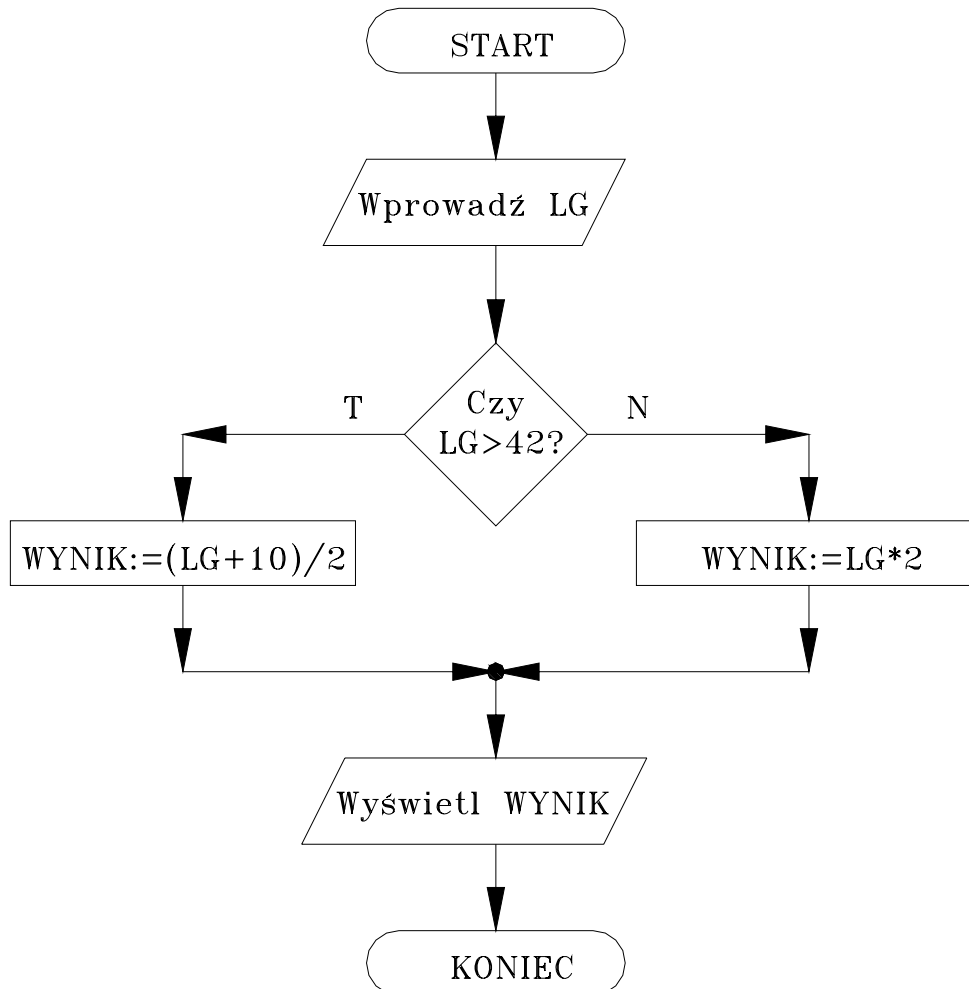 START
Wprowadź LG
Czy
LG>42?
T
N
WYNIK:=(LG+10)/2
WYNIK:=LG*2
Wyświetl WYNIK
KONIEC